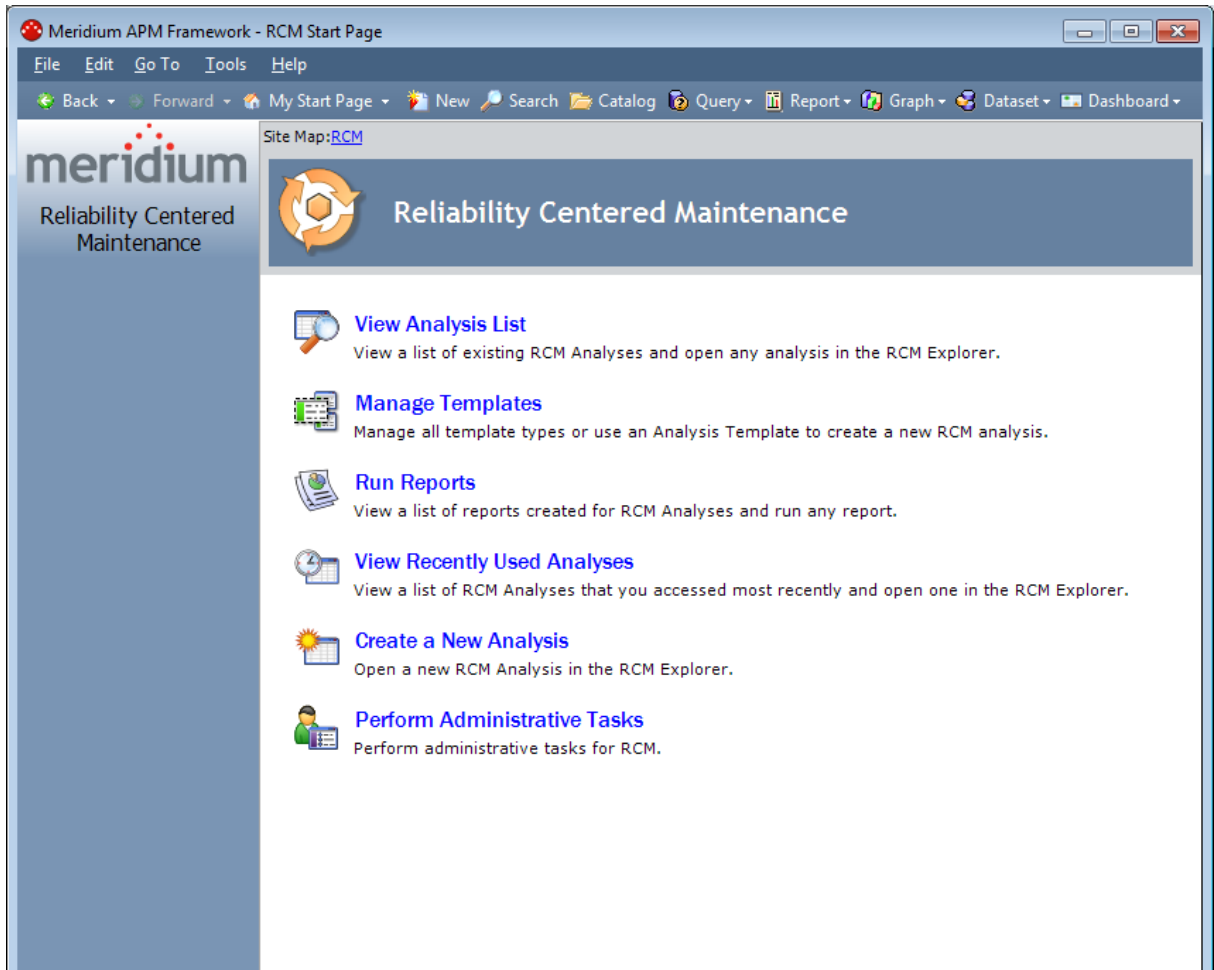 Meridium APM Framework - RCM Start Page
File Edit Go To Tools Help
Back Forward My Start Page New Search Catalog Query Report Graph Dataset Dashboard
meridium
Reliability Centered
Maintenance
Site Map:RCM
Reliability Centered Maintenance
View Analysis List
View a list of existing RCM Analyses and open any analysis in the RCM Explorer.
Manage Templates
Manage all template types or use an Analysis Template to create a new RCM analysis.
Run Reports
View a list of reports created for RCM Analyses and run any report.
View Recently Used Analyses
View a list of RCM Analyses that you accessed most recently and open one in the RCM Explorer.
Create a New Analysis
Open a new RCM Analysis in the RCM Explorer.
Perform Administrative Tasks
Perform administrative tasks for RCM.